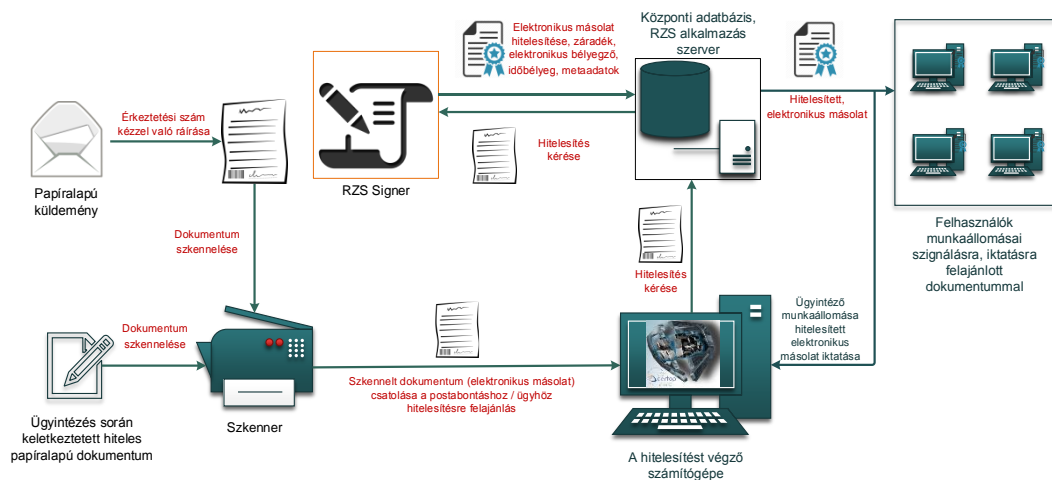 Elektronikus másolat
hitelesítése, záradék,
elektronikus bélyegző,
időbélyeg, metaadatok
Központi adatbázis,
RZS alkalmazás
szerver
Érkeztetési szám
kézzel való ráírása
Hitelesített,
elektronikus másolat
Hitelesítés
kérése
Papíralapú
küldemény
RZS Signer
Felhasználók
munkaállomásai
szignálásra, iktatásra
felajánlott
dokumentummal
Dokumentum
szkennelése
Hitelesítés
kérése
Ügyintéző
munkaállomása
hitelesített
elektronikus
másolat iktatása
Dokumentum
szkennelése
Szkennelt dokumentum (elektronikus másolat)
csatolása a postabontáshoz / ügyhöz
hitelesítésre felajánlás
Ügyintézés során
keletkeztetett hiteles
papíralapú dokumentum
Szkenner
A hitelesítést végző
számítógépe